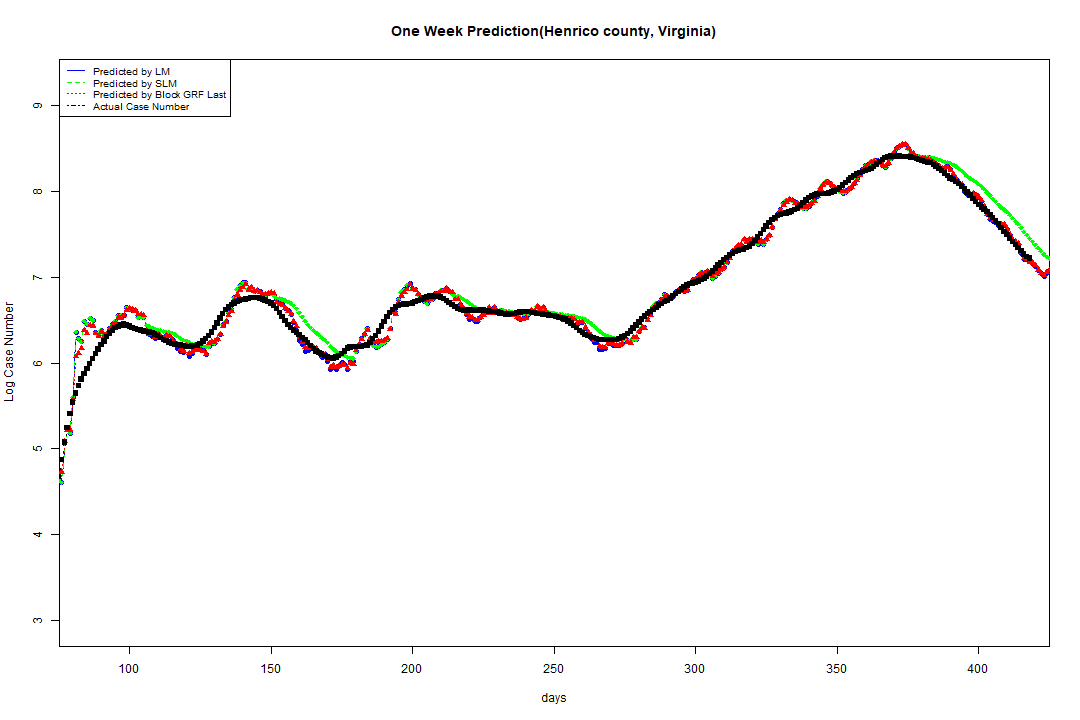 One Week Prediction(Henrico county, Virginia)
Predicted by LM
Predicted by SLM
Predicted by Block GRF Last
Actual Case Number
Log Case Number
9
8
7
6
5
4
3
100 150 200 250 300 350 400
days